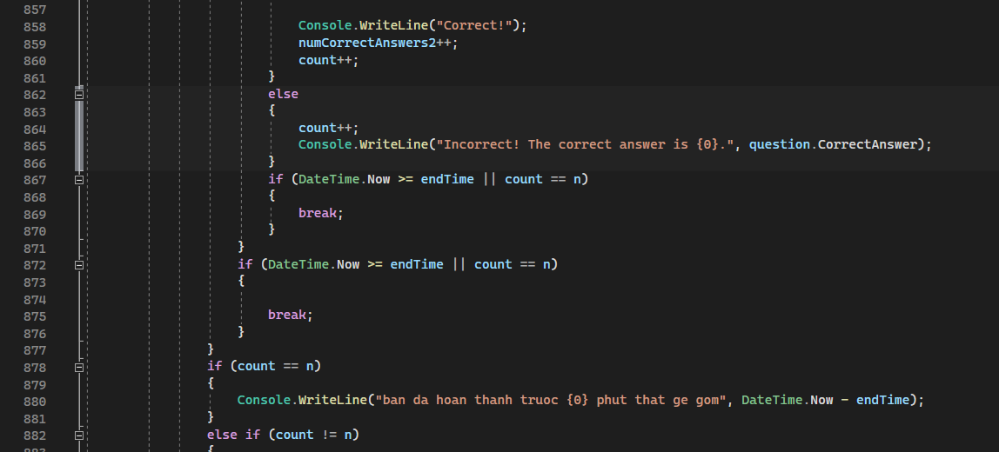 857
858 Console.WriteLine("Correct!");
859 numCorrectAnswers2++;
860 count++;
861 }
862 else
863 {
864 count++;
865 Console.WriteLine("Incorrect! The correct answer is {0}.", question.CorrectAnswer);
866 }
867 if (DateTime.Now >= endTime || count == n)
868 {
869 break;
870 }
871 }
872 if (DateTime.Now >= endTime || count == n)
873 {
874
875 break;
876 }
877 }
878 if (count == n)
879 {
880 Console.WriteLine("ban da hoan thanh truoc {0} phut that ge gom", DateTime.Now - endTime);
881 }
882 else if (count != n)
883 {